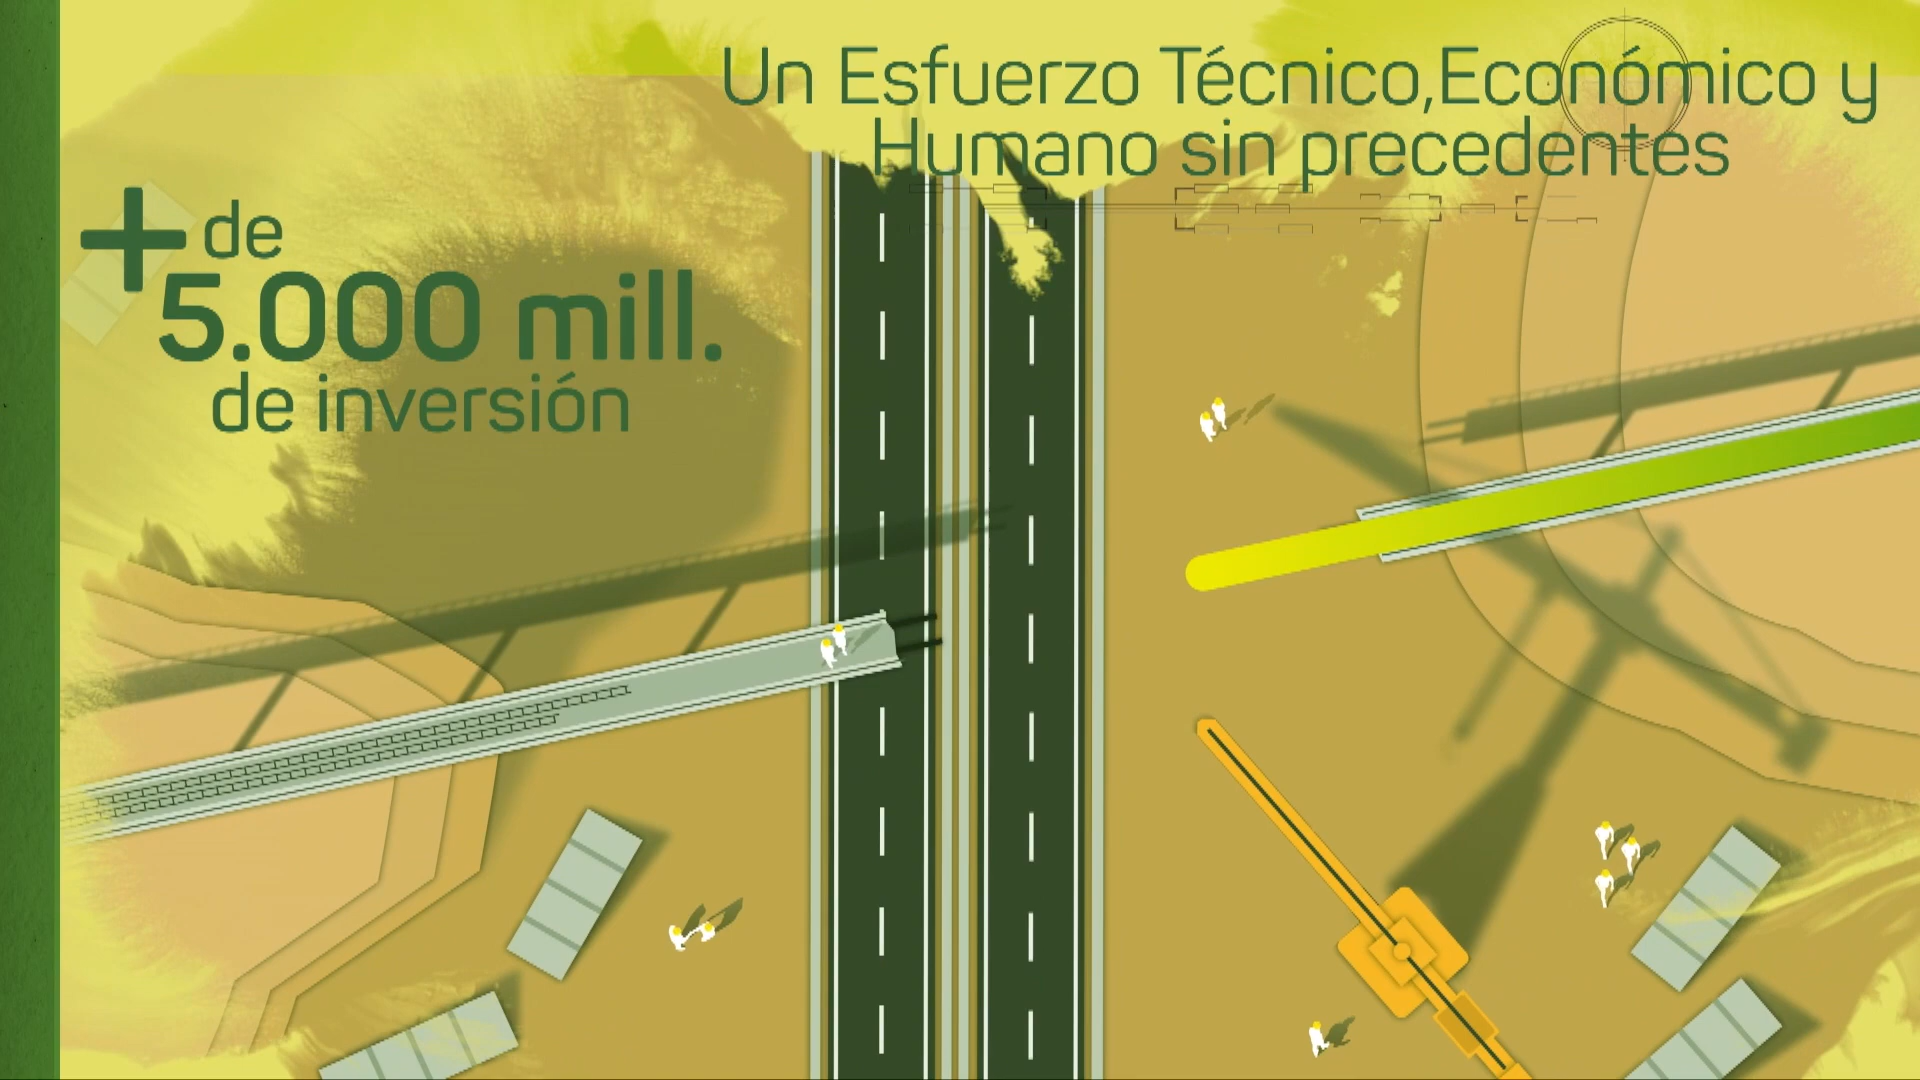 Un Esfuerzo Técnico,Económico y
Humano sin precedentes
+ de
5.000 mill.
de inversión